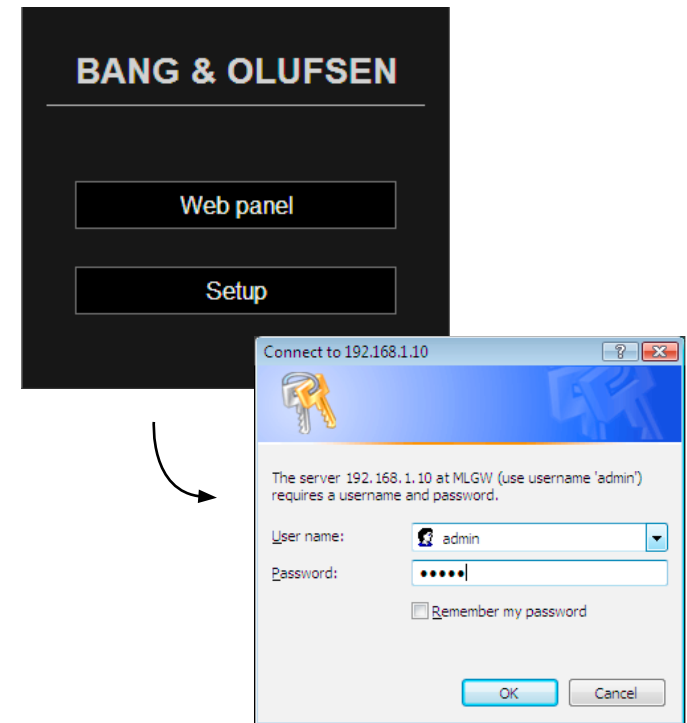 BANG & OLUFSEN
Web panel
Setup
Connect to 192.168.1.10
The server 192.168.1.10 at MLGW (use username 'admin')
requires a username and password.
User name:
admin
Password:
•••••
Remember my password
OK
Cancel